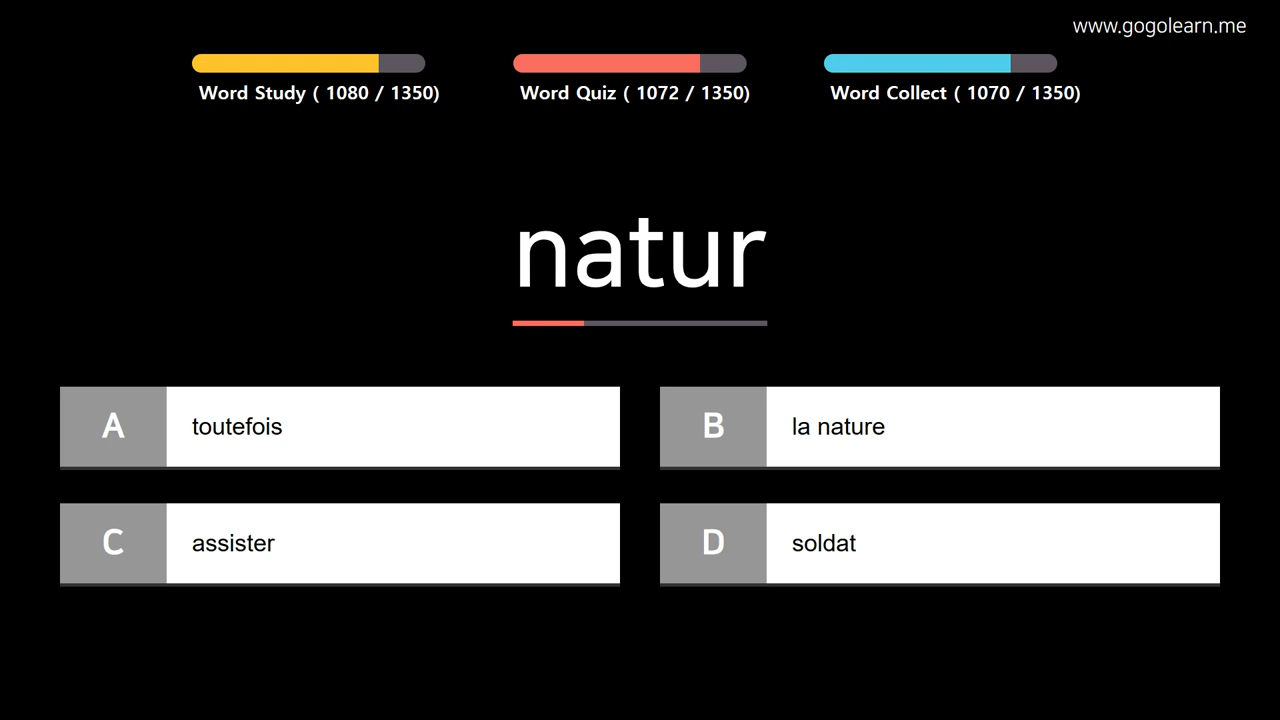 www.gogolearn.me
Word Study ( 1080 / 1350)
Word Quiz ( 1072 / 1350)
Word Collect ( 1070 / 1350)
natur
A
toutefois
B
la nature
C
assister
D
soldat